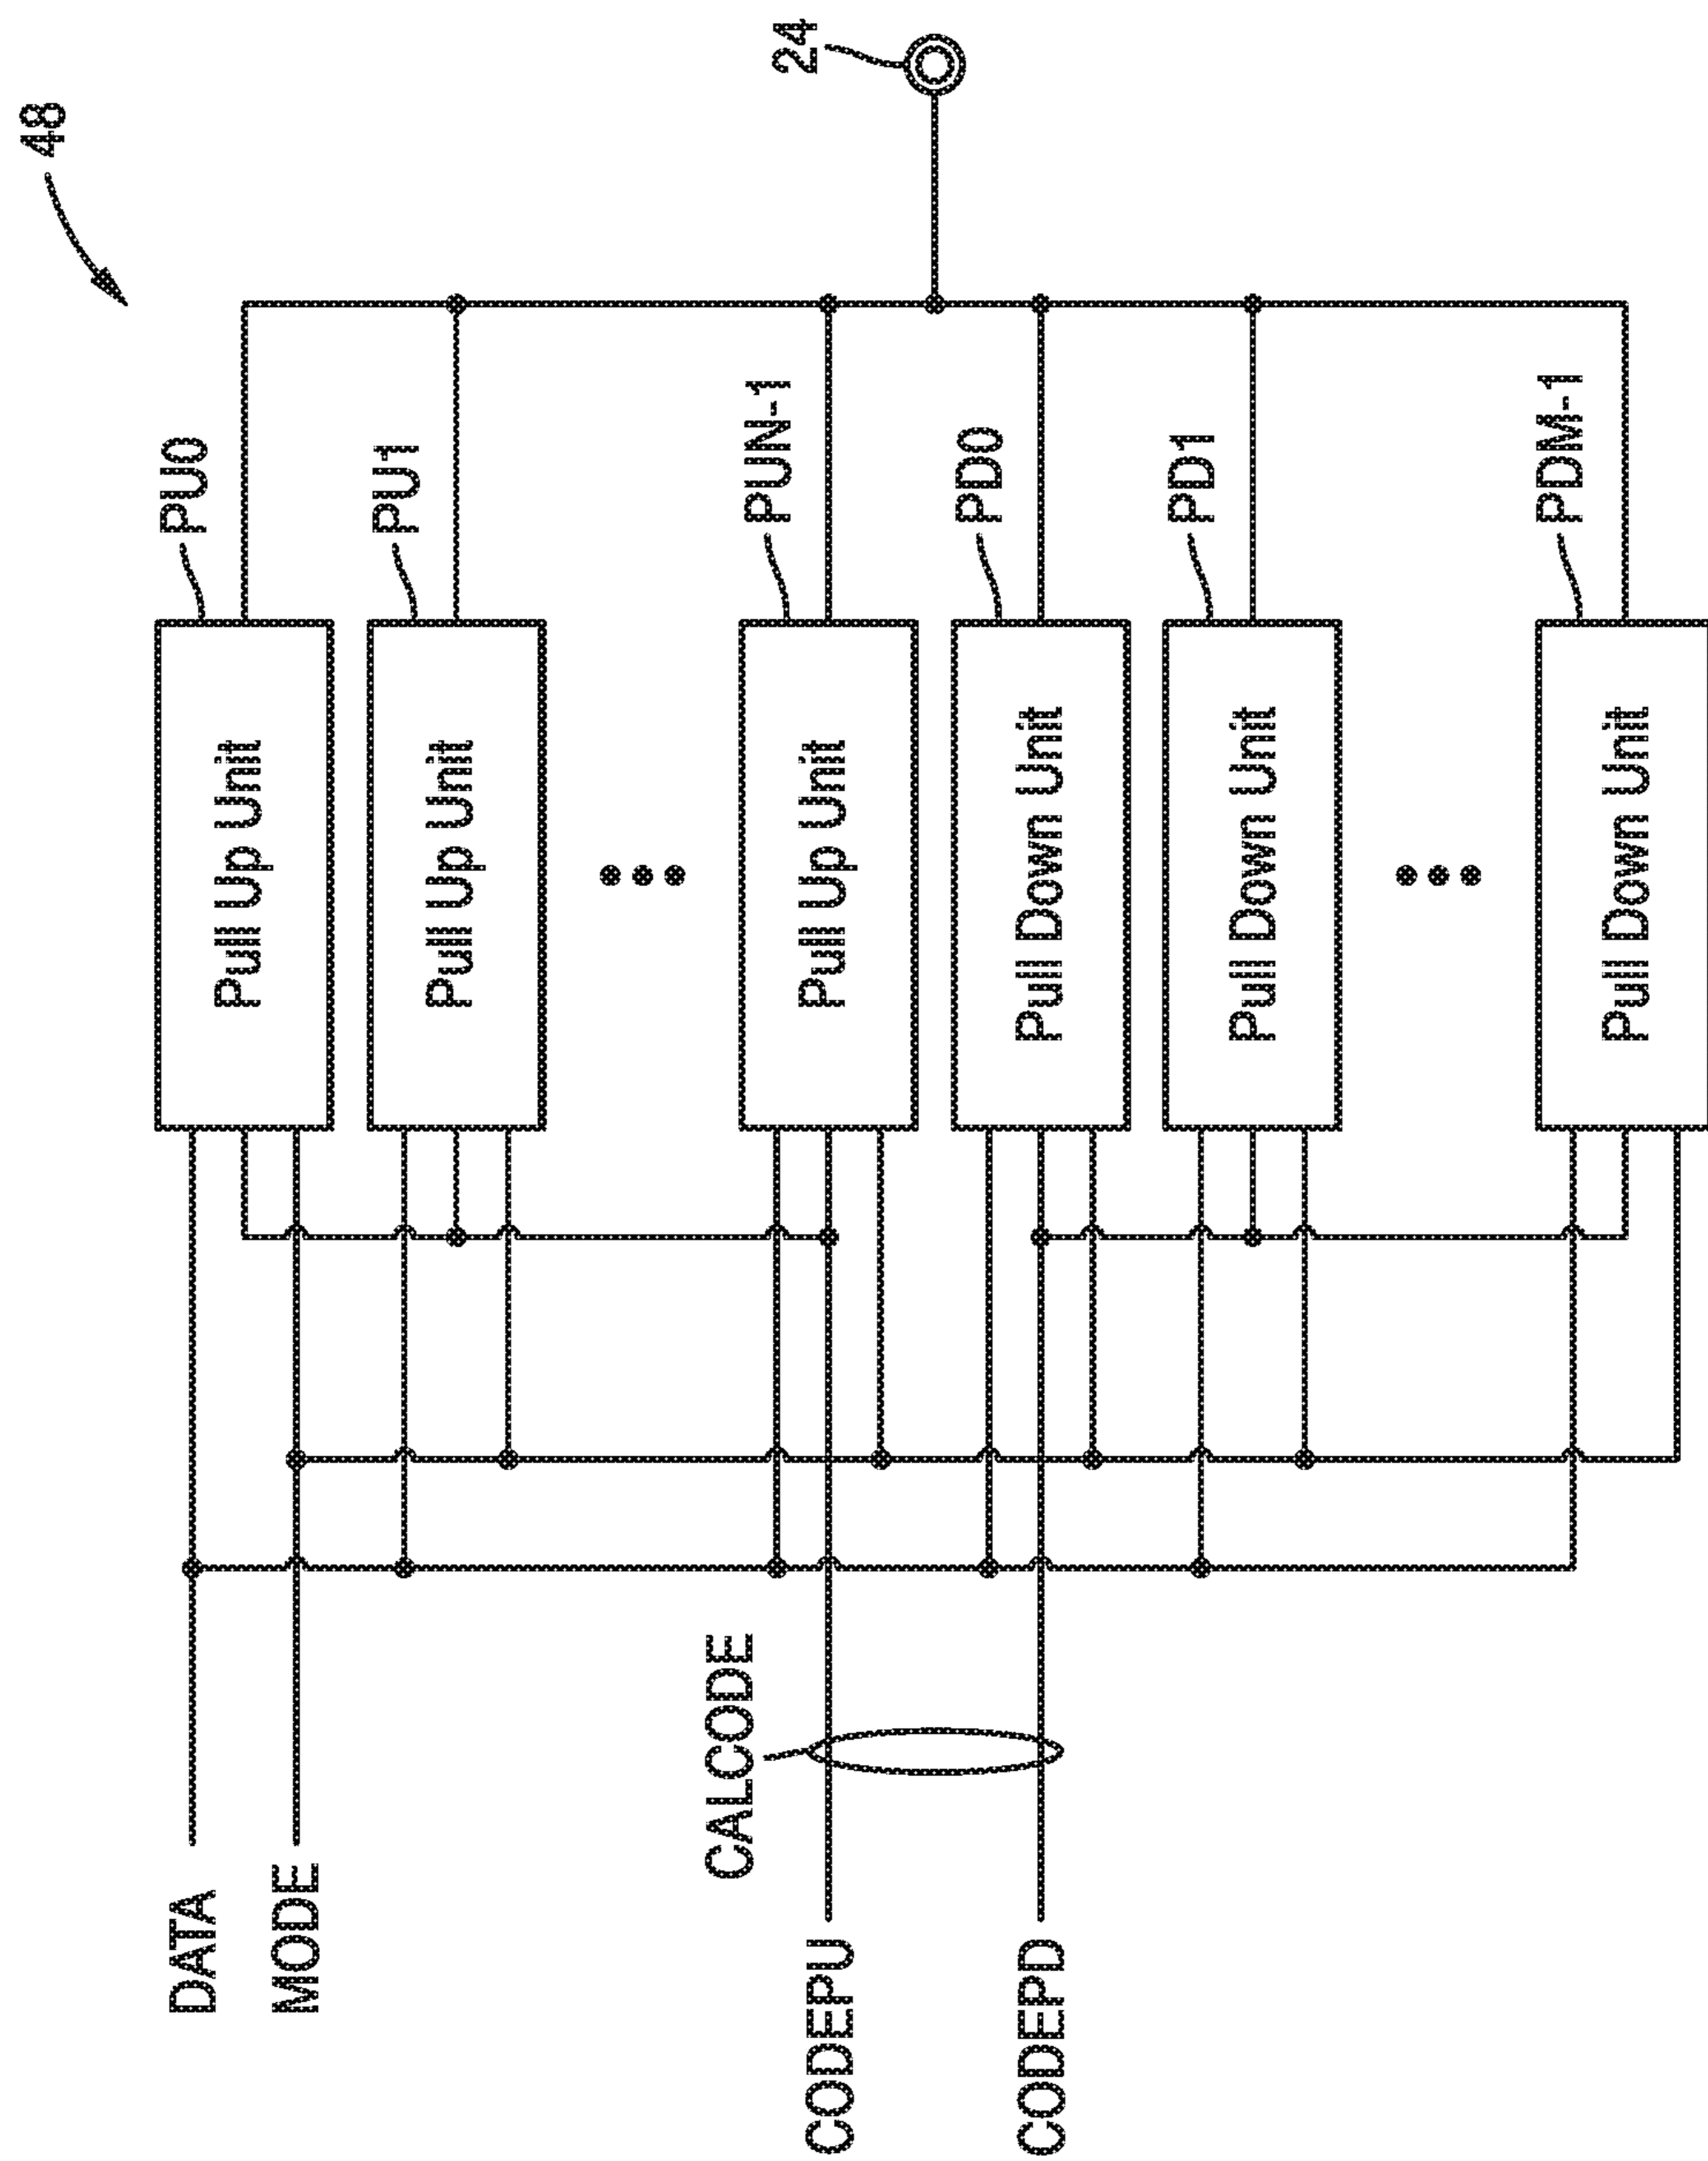 48
24
PU0
Pull Up Unit
PU1
Pull Up Unit
PUN-1
Pull Up Unit
PD0
Pull Down Unit
PD1
Pull Down Unit
PDM-1
Pull Down Unit
DATA
MODE
CALCODE
CODEPU
CODEPD